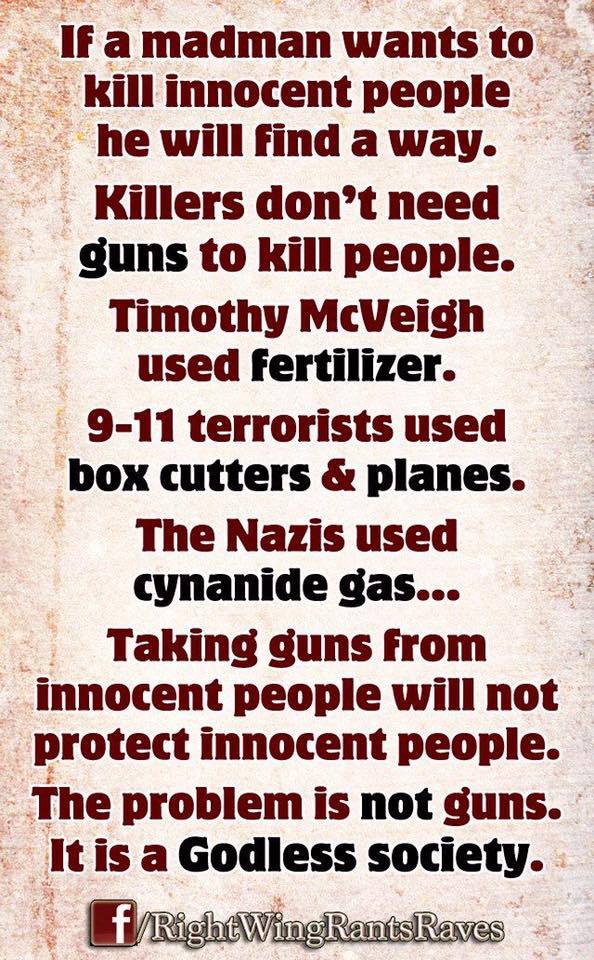 If a madman wants to
kill innocent people
he will find a way.
Killers don't need
guns to kill people.
Timothy McVeigh
used fertilizer.
9-11 terrorists used
box cutters & planes.
The Nazis used
cynanide gas...
Taking guns from
innocent people will not
protect innocent people.
The problem is not guns.
It is a Godless society.
f/RightWingRantsRaves